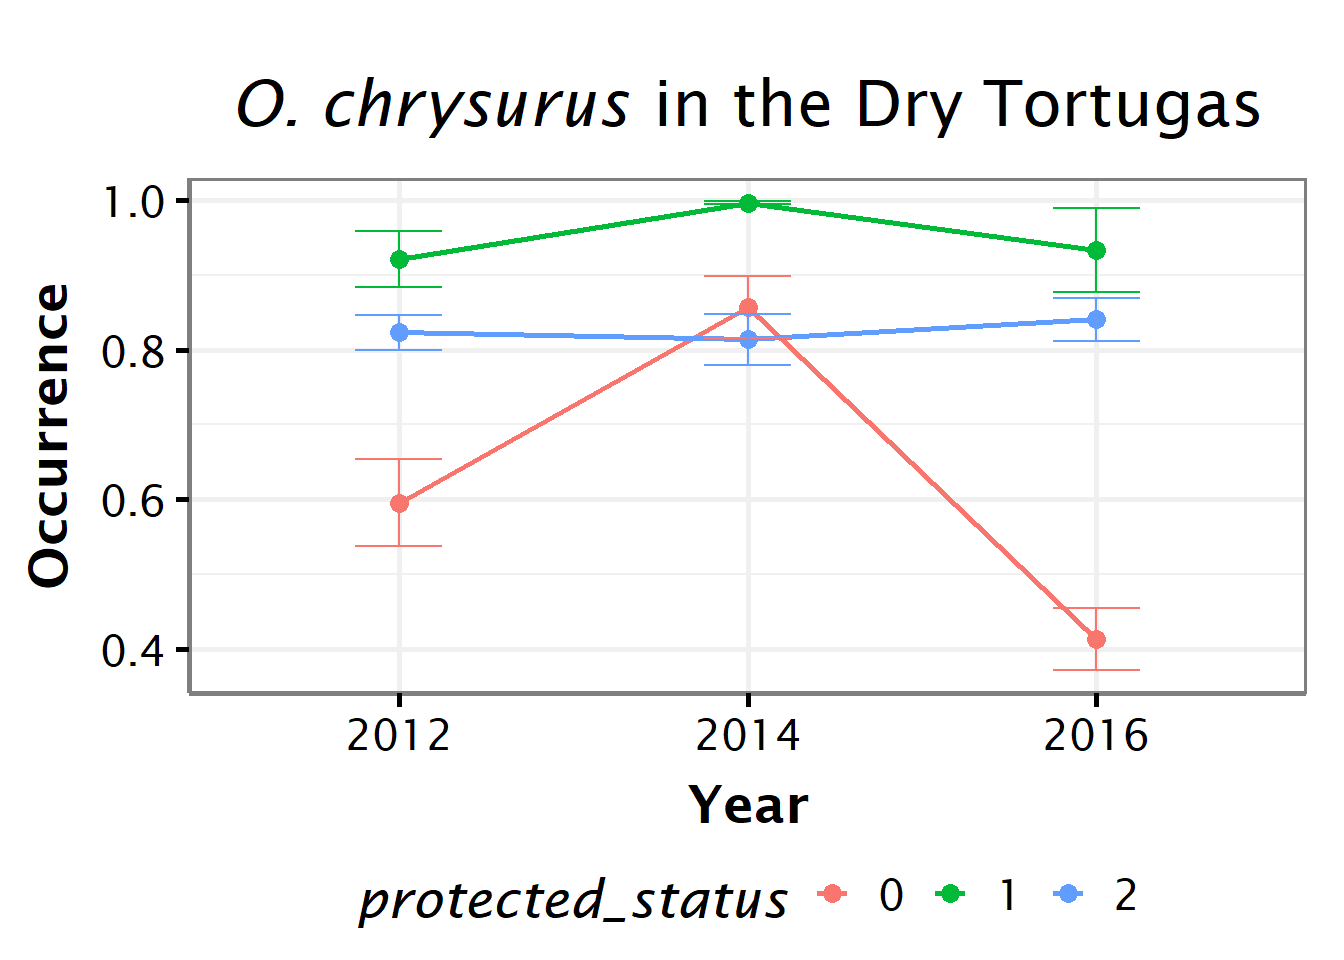 O. chrysurus in the Dry Tortugas
Occurrence
1.0
0.8
0.6
0.4
2012 2014 2016
Year
protected_status 0 1 2